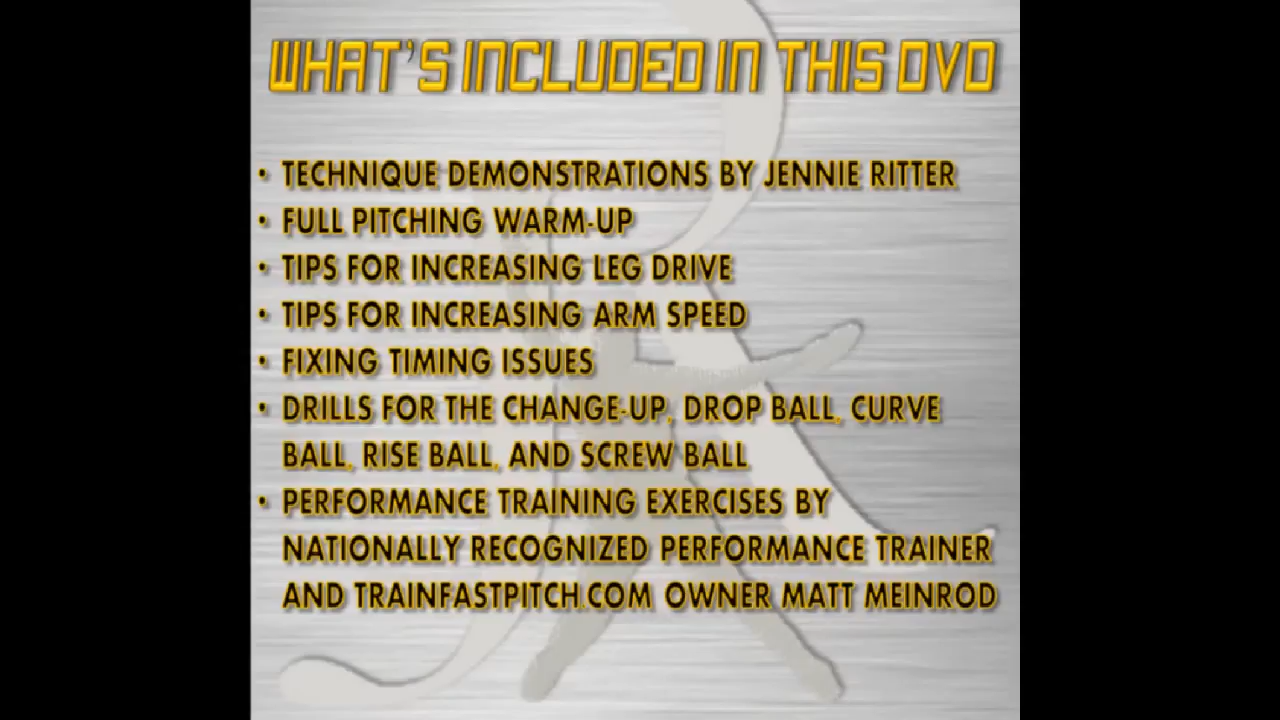 WHAT'S INCLUDED IN THIS DVD
• TECHNIQUE DEMONSTRATIONS BY JENNIE RITTER
• FULL PITCHING WARM-UP
• TIPS FOR INCREASING LEG DRIVE
• TIPS FOR INCREASING ARM SPEED
• FIXING TIMING ISSUES
• DRILLS FOR THE CHANGE-UP, DROP BALL, CURVE
BALL, RISE BALL, AND SCREW BALL
• PERFORMANCE TRAINING EXERCISES BY
NATIONALLY RECOGNIZED PERFORMANCE TRAINER
AND TRAINFASTPITCH.COM OWNER MATT MEINROD